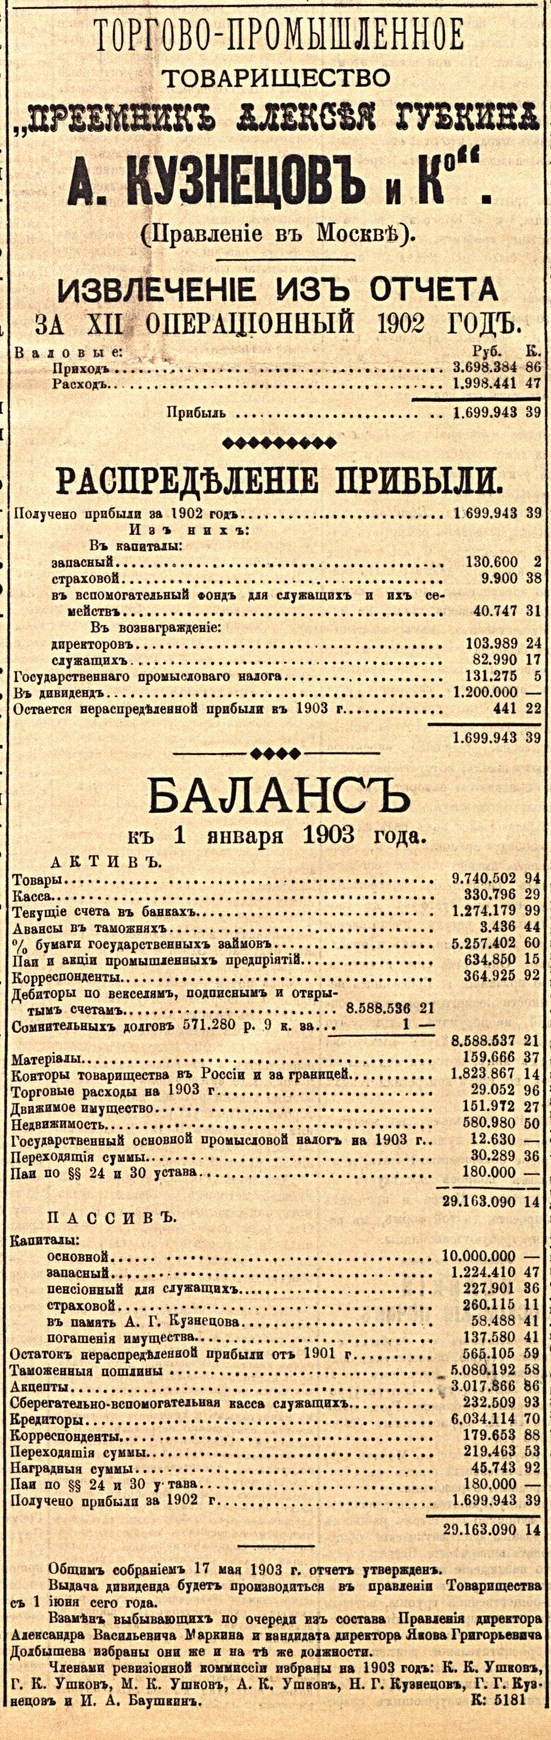 ТОРГОВО-ПРОМЫШЛЕННОЕ
ТОВАРИЩЕСТВО
„ПРЕЕМНИКЪ АЛЕКСѢЯ ГУБКИНА
А. КУЗНЕЦОВЪ и Кº“.
(Правленіе въ Москвѣ).
ИЗВЛЕЧЕНІЕ ИЗЪ ОТЧЕТА
ЗА XII ОПЕРАЦІОННЫЙ 1902 ГОДЪ.
Валовые: Руб. К.
Приходъ 3.698.384 86
Расходъ 1.998.441 47
Прибыль 1.699.943 39
РАСПРЕДѢЛЕНІЕ ПРИБЫЛИ.
Получено прибыли за 1902 годъ 1 699.943 39
Изъ нихъ:
Въ капиталы:
запасный 130.600 2
страховой 9.900 38
въ вспомогательный фондъ для служащихъ и ихъ се-
мействъ 40.747 31
Въ вознагражденіе:
директоровъ 103.989 24
служащихъ 82.990 17
Государственнаго промысловаго налога 131.275 5
Въ дивидендъ 1.200.000 —
Остается нераспредѣленной прибыли къ 1903 г. 441 22
1.699.943 39
БАЛАНСЪ
къ 1 января 1903 года.
АКТИВЪ.
Товары 9.740.502 94
Касса 330.796 29
Текущіе счета въ банкахъ 1.274.179 99
Авансы въ таможняхъ 3.436 44
% бумаги государственныхъ займовъ 5.257.402 60
Паи и акціи промышленныхъ предпріятій 634.850 15
Корреспонденты 364.925 92
Дебиторы по векселямъ, подписнымъ и откры-
тымъ счетамъ 8.588.536 21
Сомнительныхъ долговъ 571.280 р. 9 к. за 1 —
8.588.537 21
Матеріалы 159.666 37
Конторы товарищества въ Россіи и за границей 1.823 867 14
Торговые расходы на 1903 г 29.052 96
Движимое имущество 151.972 27
Недвижимость 580.980 50
Государственный основной промысловой налогъ на 1903 г. 12.630 —
Переходящія суммы 30.289 36
Паи по §§ 24 и 30 устава 180.000 —
29.163.090 14
ПАССИВЪ.
Капиталы:
основной 10.000.000 —
запасный 1.224.410 47
пенсіонный для служащихъ 227.901 36
страховой 260.115 11
въ память А. Г. Кузнецова 58.488 41
погашенія имущества 137.580 41
Остатокъ нераспредѣленной прибыли отъ 1901 г 565.105 59
Таможенныя пошлины 5.080.192 58
Акцепты 3.017.866 86
Сберегательно-вспомогательная касса служащихъ 232.509 93
Кредиторы 6,034.114 70
Корреспонденты 179.653 88
Переходящія суммы 219.463 53
Наградныя суммы 45.743 92
Паи по §§ 24 и 30 у тава 180.000 —
Получено прибыли за 1902 г. 1.699.943 39
29.163.090 14
Общимъ собраніемъ 17 мая 1903 г. отчетъ утвержденъ.
Выдача дивиденда будетъ производиться въ правленіи Товарищества
съ 1 іюня сего года.
Взамѣнъ выбывающихъ по очереди изъ состава Правленія директора
Александра Васильевича Маркина и кандидата директора Якова Григорьевича
Долбышева избраны они же и на тѣ же должности.
Членами ревизіонной коммиссіи избраны на 1903 годъ: К. К. Ушковъ,
Г. К. Ушковъ, М. К. Ушковъ, А. К. Ушковъ, Н. Г. Кузнецовъ, Г. Г. Куз-
нецовъ и И. А. Баушкинъ. К: 5181